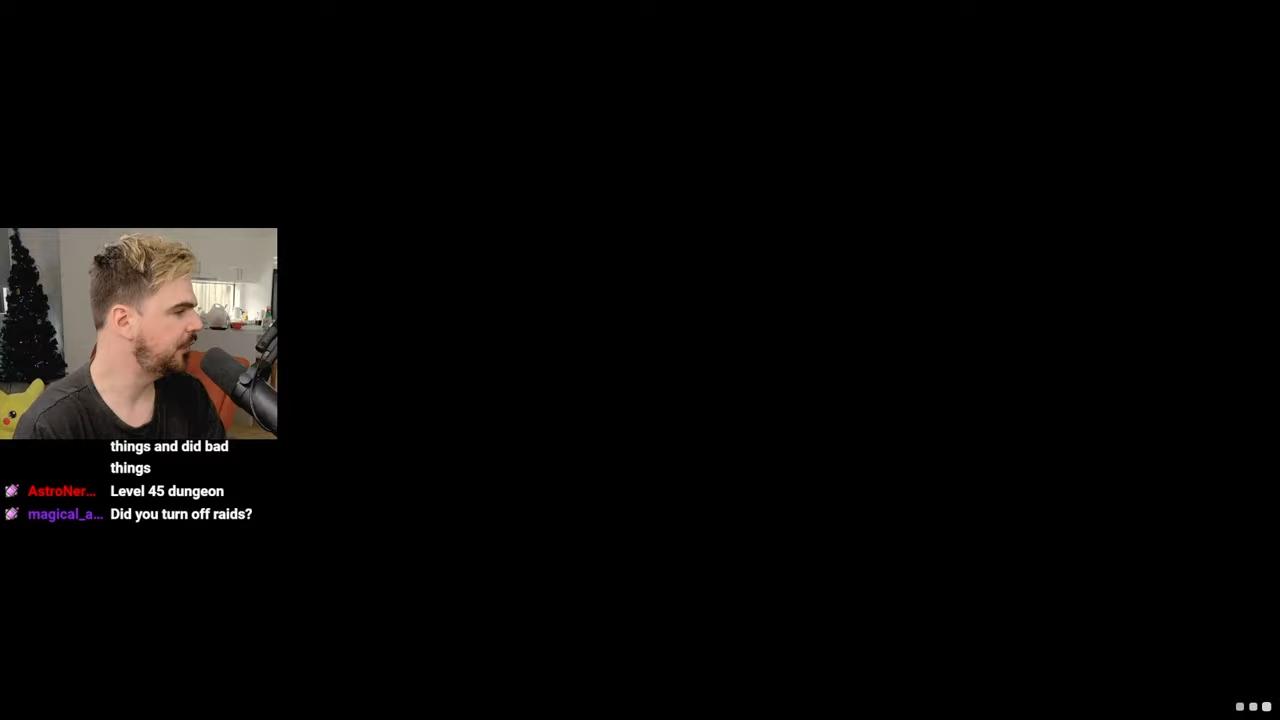 things and did bad
things
AstroNer... Level 45 dungeon
magical_a... Did you turn off raids?